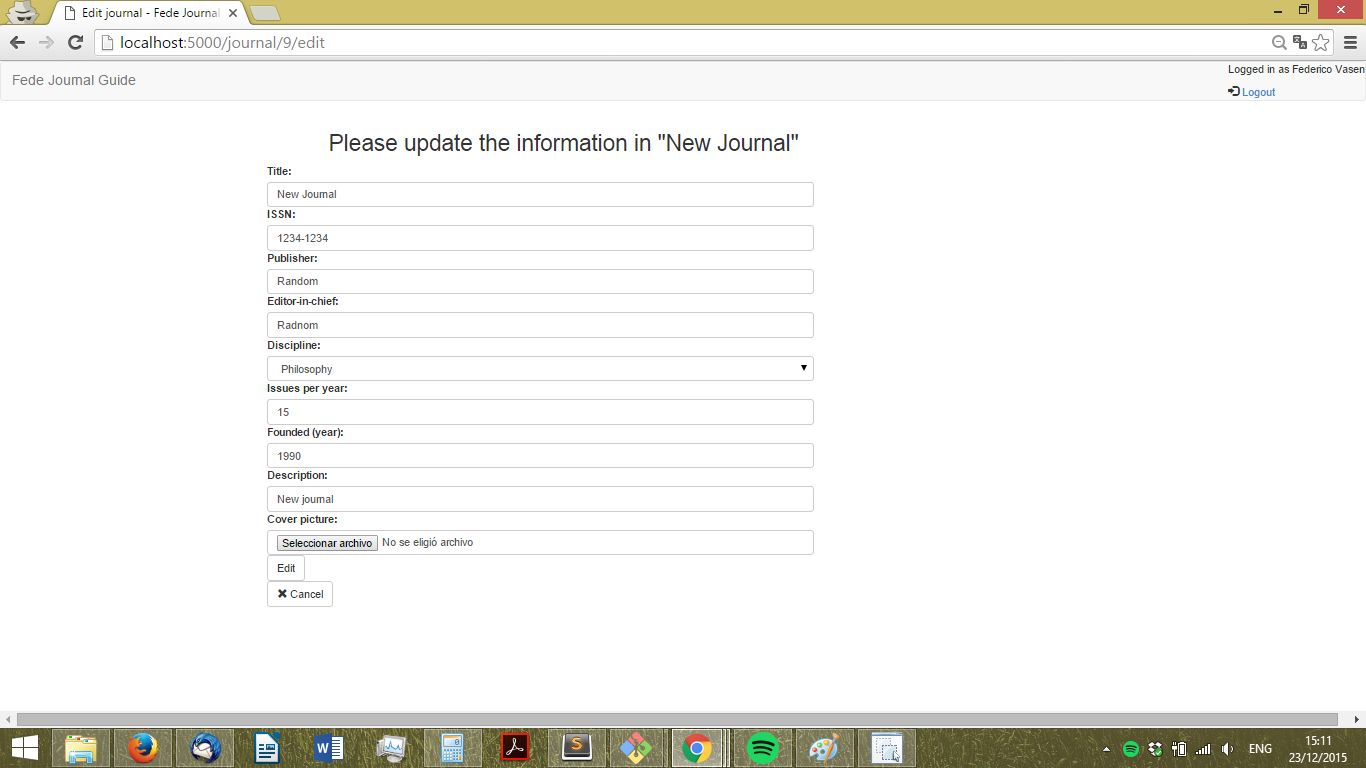 Edit journal - Fede Journal
localhost:5000/journal/9/edit
Fede Journal Guide
Logged in as Federico Vasen
Logout
Please update the information in "New Journal"
Title:
New Journal
ISSN:
1234-1234
Publisher:
Random
Editor-in-chief:
Radnom
Discipline:
Philosophy
Issues per year:
15
Founded (year):
1990
Description:
New journal
Cover picture:
Seleccionar archivo No se eligió archivo
Edit
Cancel
ENG
15:11
23/12/2015